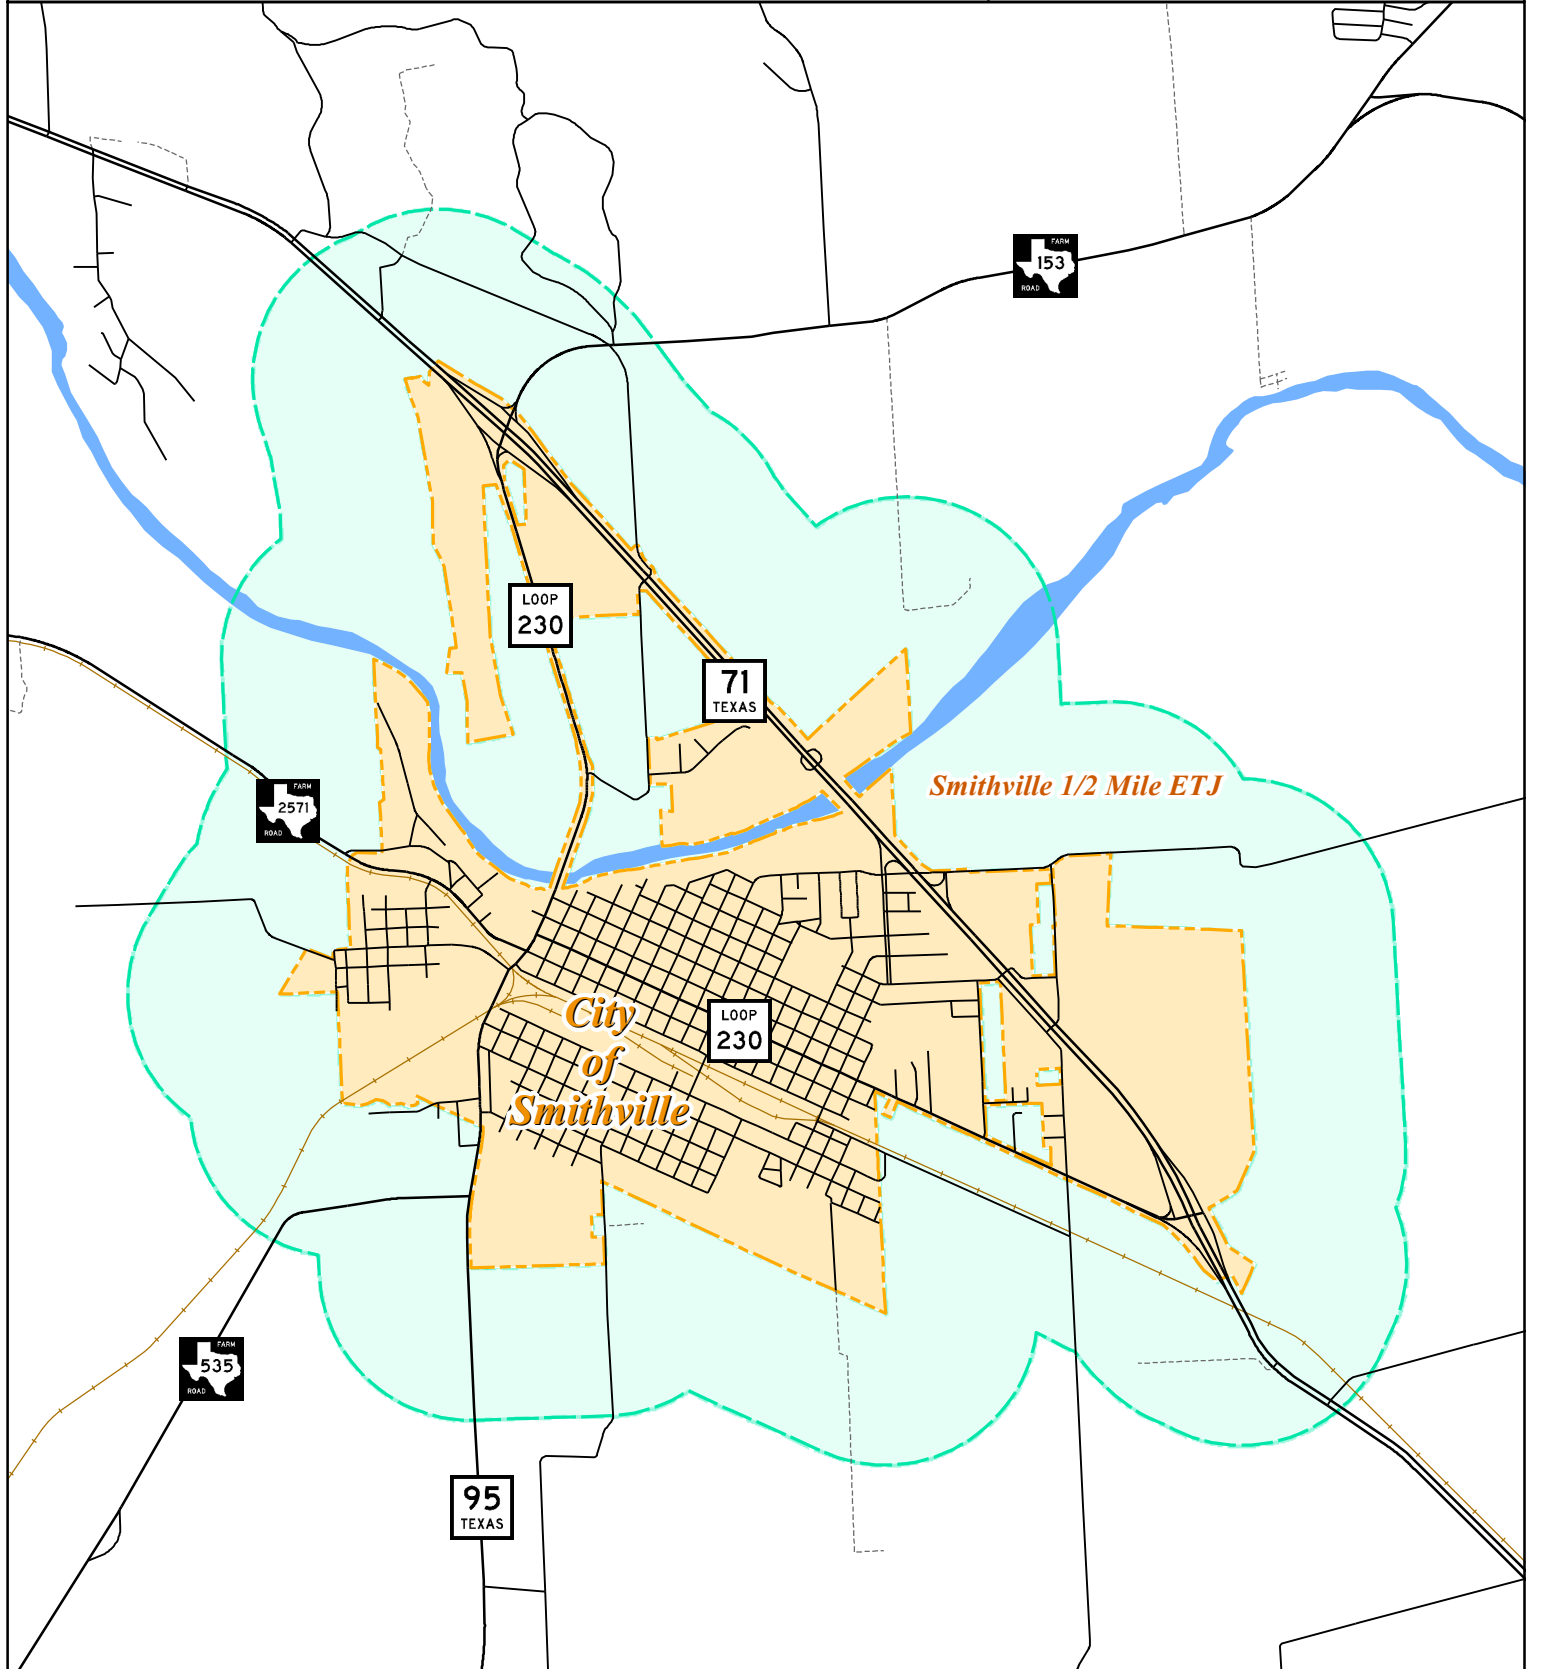 FARM
153
ROAD
LOOP
230
71
TEXAS
Smithville 1/2 Mile ETJ
FARM
2571
ROAD
City
of
Smithville
LOOP
230
FARM
535
ROAD
95
TEXAS